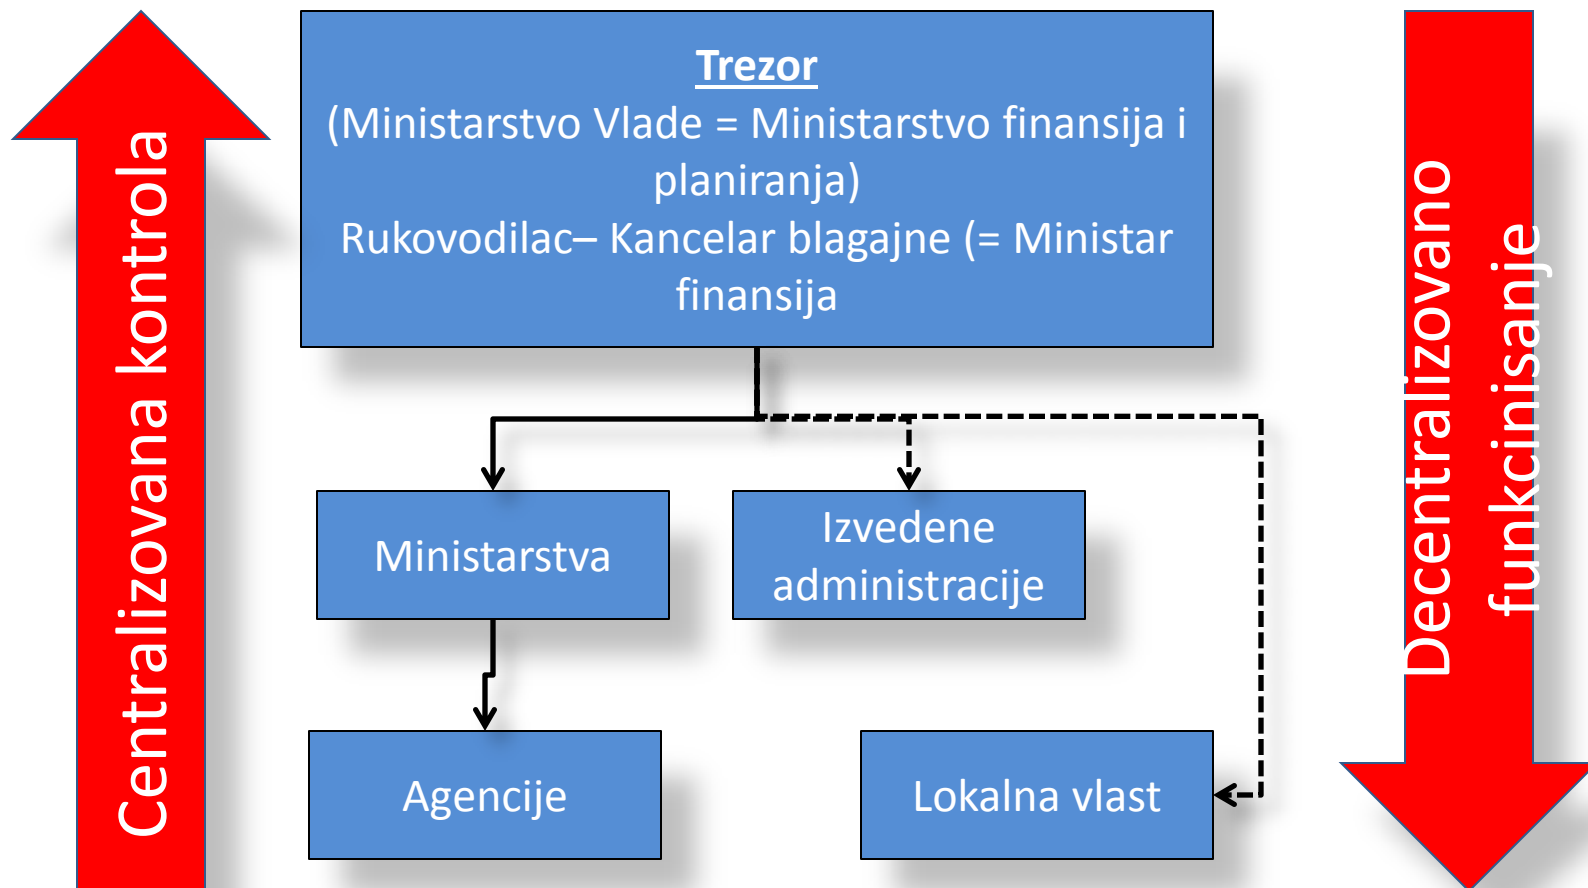 Centralizovana kontrola
Trezor
(Ministarstvo Vlade = Ministarstvo finansija i
planiranja)
Rukovodilac– Kancelar blagajne (= Ministar
finansija
Decentralizovano
funkcinisanje
Ministarstva
Izvedene
administracije
Agencije
Lokalna vlast